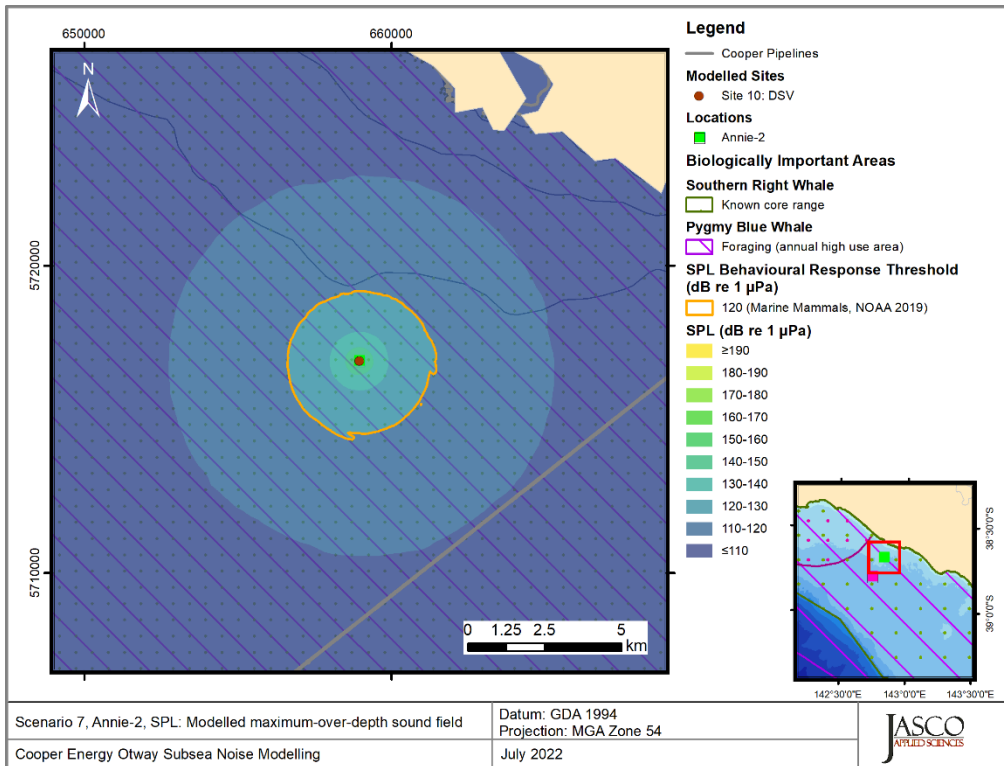 650000
660000
5720000
5710000
N
0 1.25 2.5 5
km
Legend
Cooper Pipelines
Modelled Sites
Site 10: DSV
Locations
Annie-2
Biologically Important Areas
Southern Right Whale
Known core range
Pygmy Blue Whale
Foraging (annual high use area)
SPL Behavioural Response Threshold
(dB re 1 µPa)
120 (Marine Mammals, NOAA 2019)
SPL (dB re 1 µPa)
≥190
180-190
170-180
160-170
150-160
140-150
130-140
120-130
110-120
≤110
38°30'0"S
39°0'0"S
142°30'0"E 143°0'0"E 143°30'0"E
Scenario 7, Annie-2, SPL: Modelled maximum-over-depth sound field
Cooper Energy Otway Subsea Noise Modelling
Datum: GDA 1994
Projection: MGA Zone 54
July 2022
JASCO
APPLIED SCIENCES